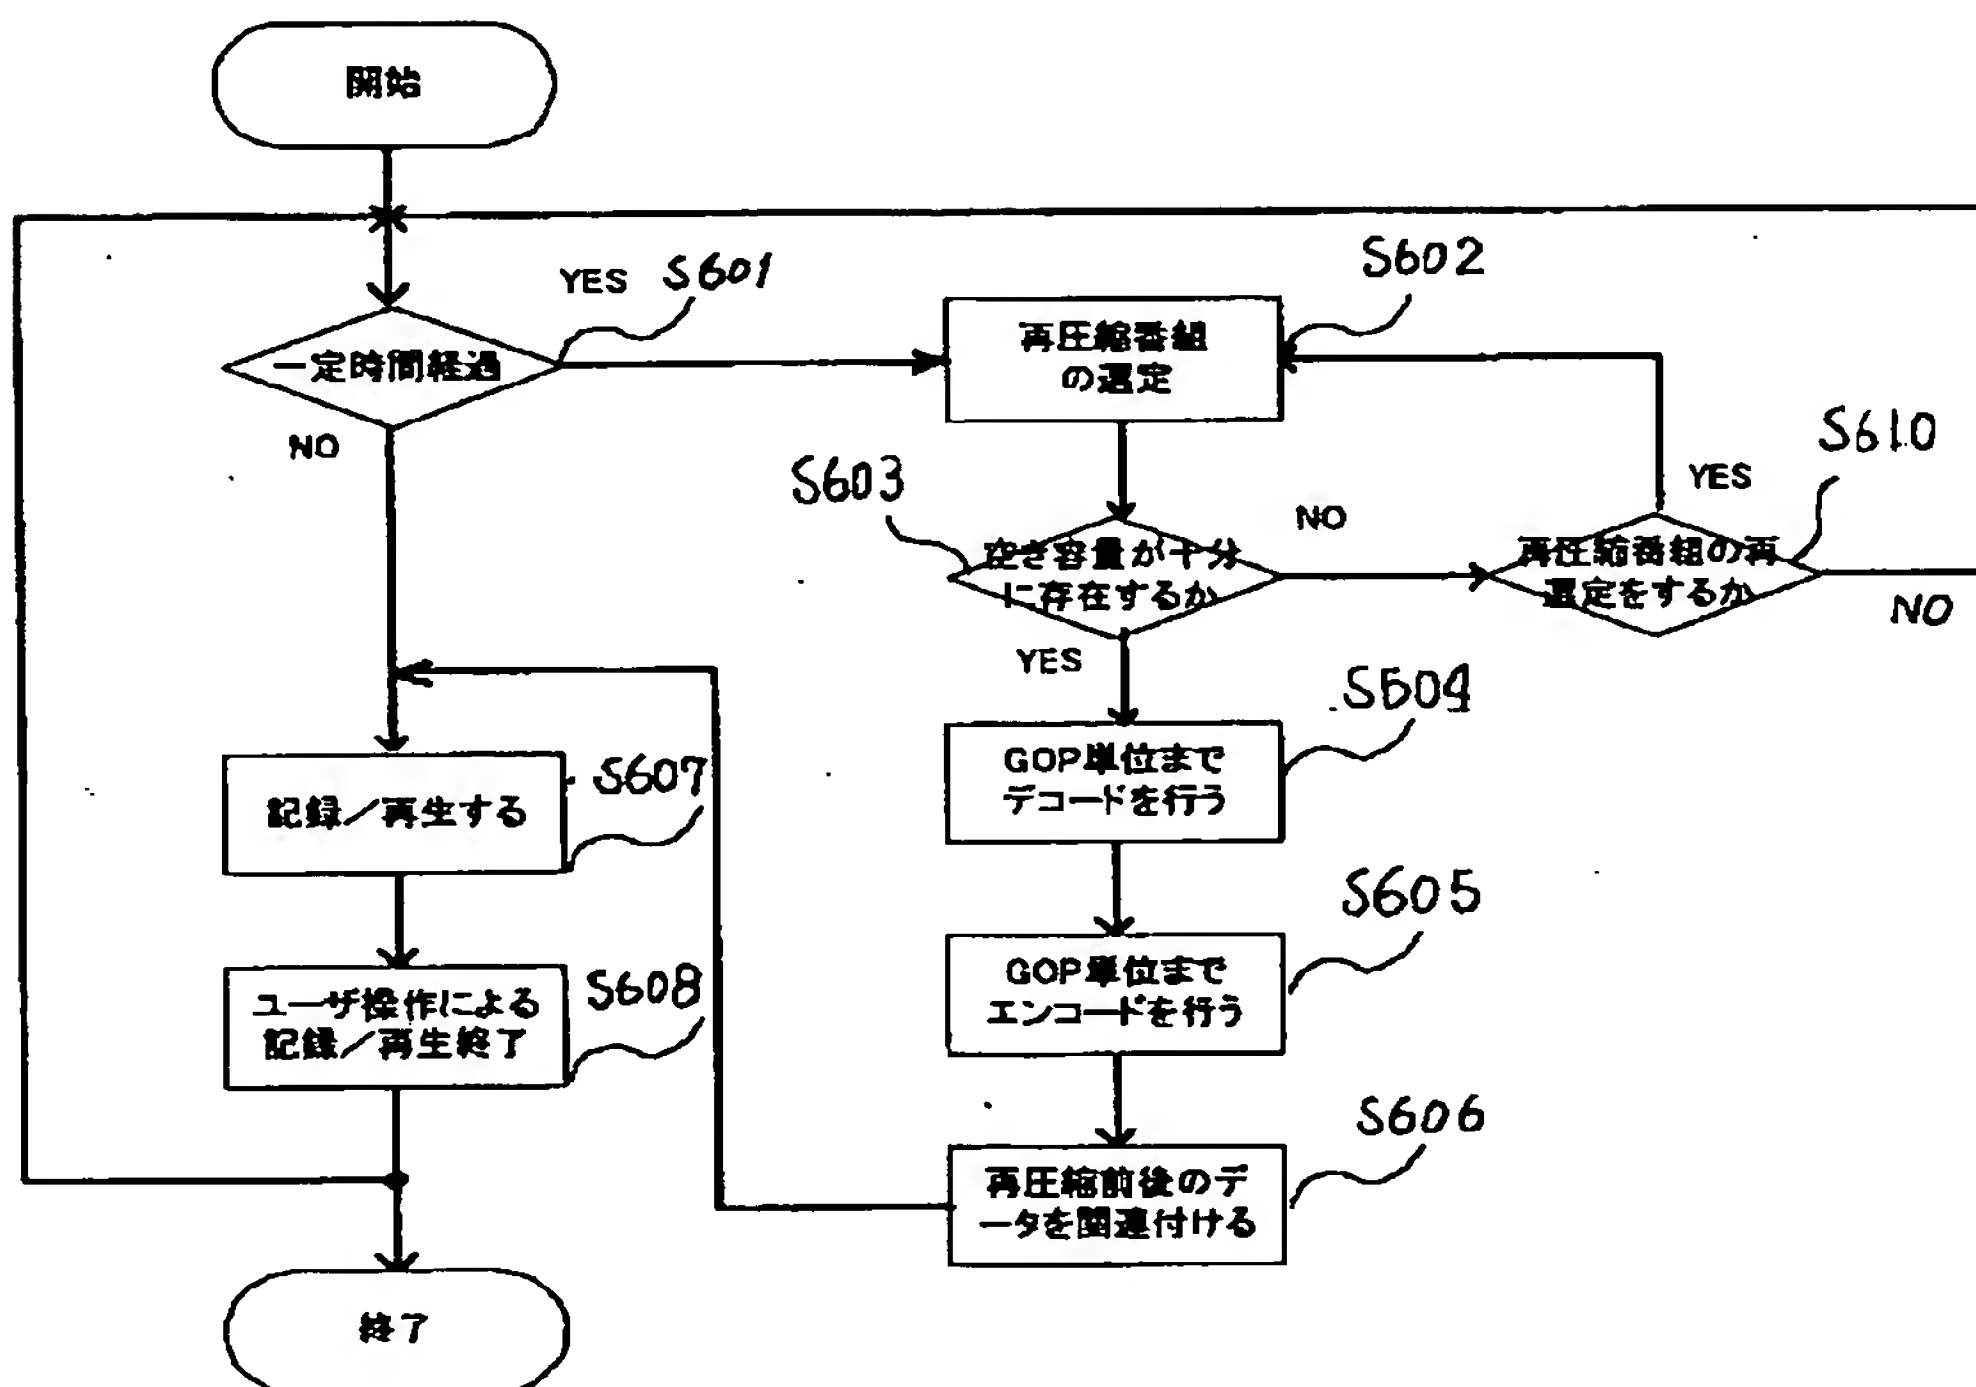 開始
YES
S601
一定時間経過
NO
S602
再圧縮番組
の選定
S603
空き容量が十分
に存在するか
NO
YES
S610
再圧縮番組の再
選定をするか
YES
NO
S604
GOP単位まで
デコードを行う
S607
記録／再生する
S605
GOP単位まで
エンコードを行う
S608
ユーザ操作による
記録／再生終了
S606
再圧縮前後のデ
ータを関連付ける
終了